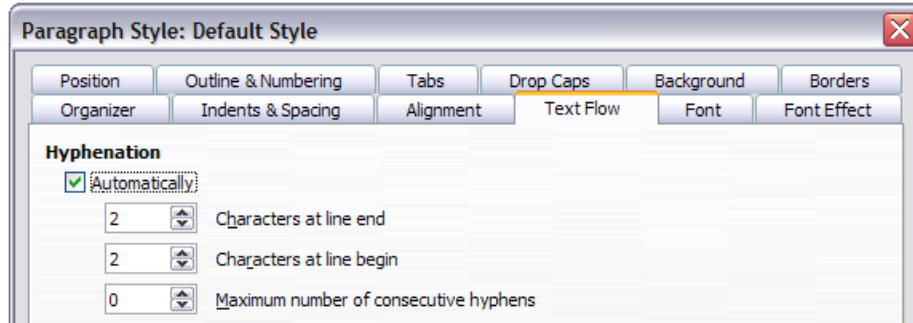 Paragraph Style: Default Style
Position Outline & Numbering Tabs Drop Caps Background Borders
Organizer Indents & Spacing Alignment Text Flow Font Font Effect
Hyphenation
Automatically
2 Characters at line end
2 Characters at line begin
0 Maximum number of consecutive hyphens